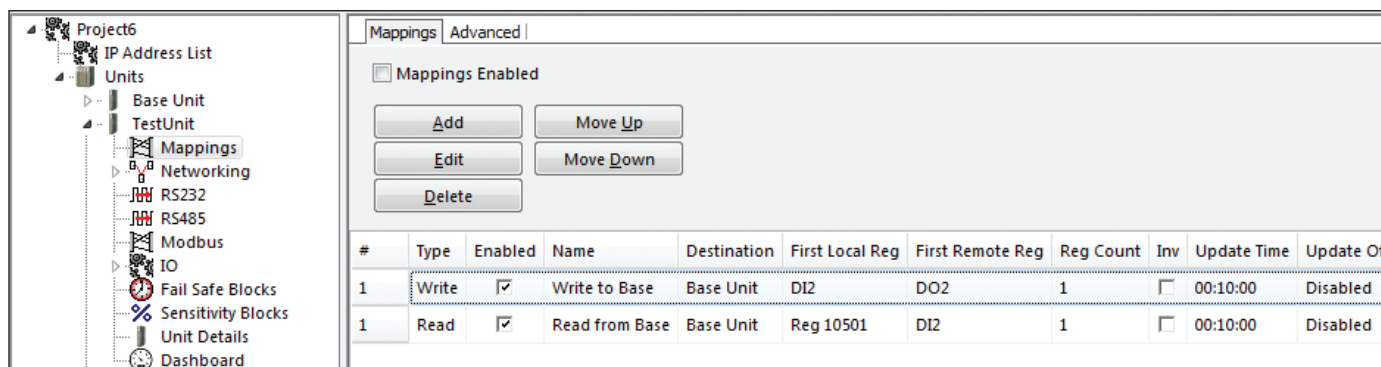 Project6
IP Address List
Units
Base Unit
TestUnit
Mappings
Networking
RS232
RS485
Modbus
IO
Fail Safe Blocks
Sensitivity Blocks
Unit Details
Dashboard
Mappings Advanced
Mappings Enabled
Add Move Up
Edit Move Down
Delete
# Type Enabled Name Destination First Local Reg First Remote Reg Reg Count Inv Update Time Update
1 Write Write to Base Base Unit DI2 DO2 1 00:10:00 Disabled
1 Read Read from Base Base Unit Reg 10501 DI2 1 00:10:00 Disabled